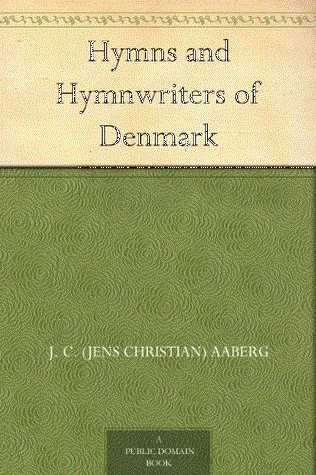 Hymns and
Hymnwriters of
Denmark
J. C. (JENS CHRISTIAN) AABERG
A
PUBLIC DOMAIN
BOOK